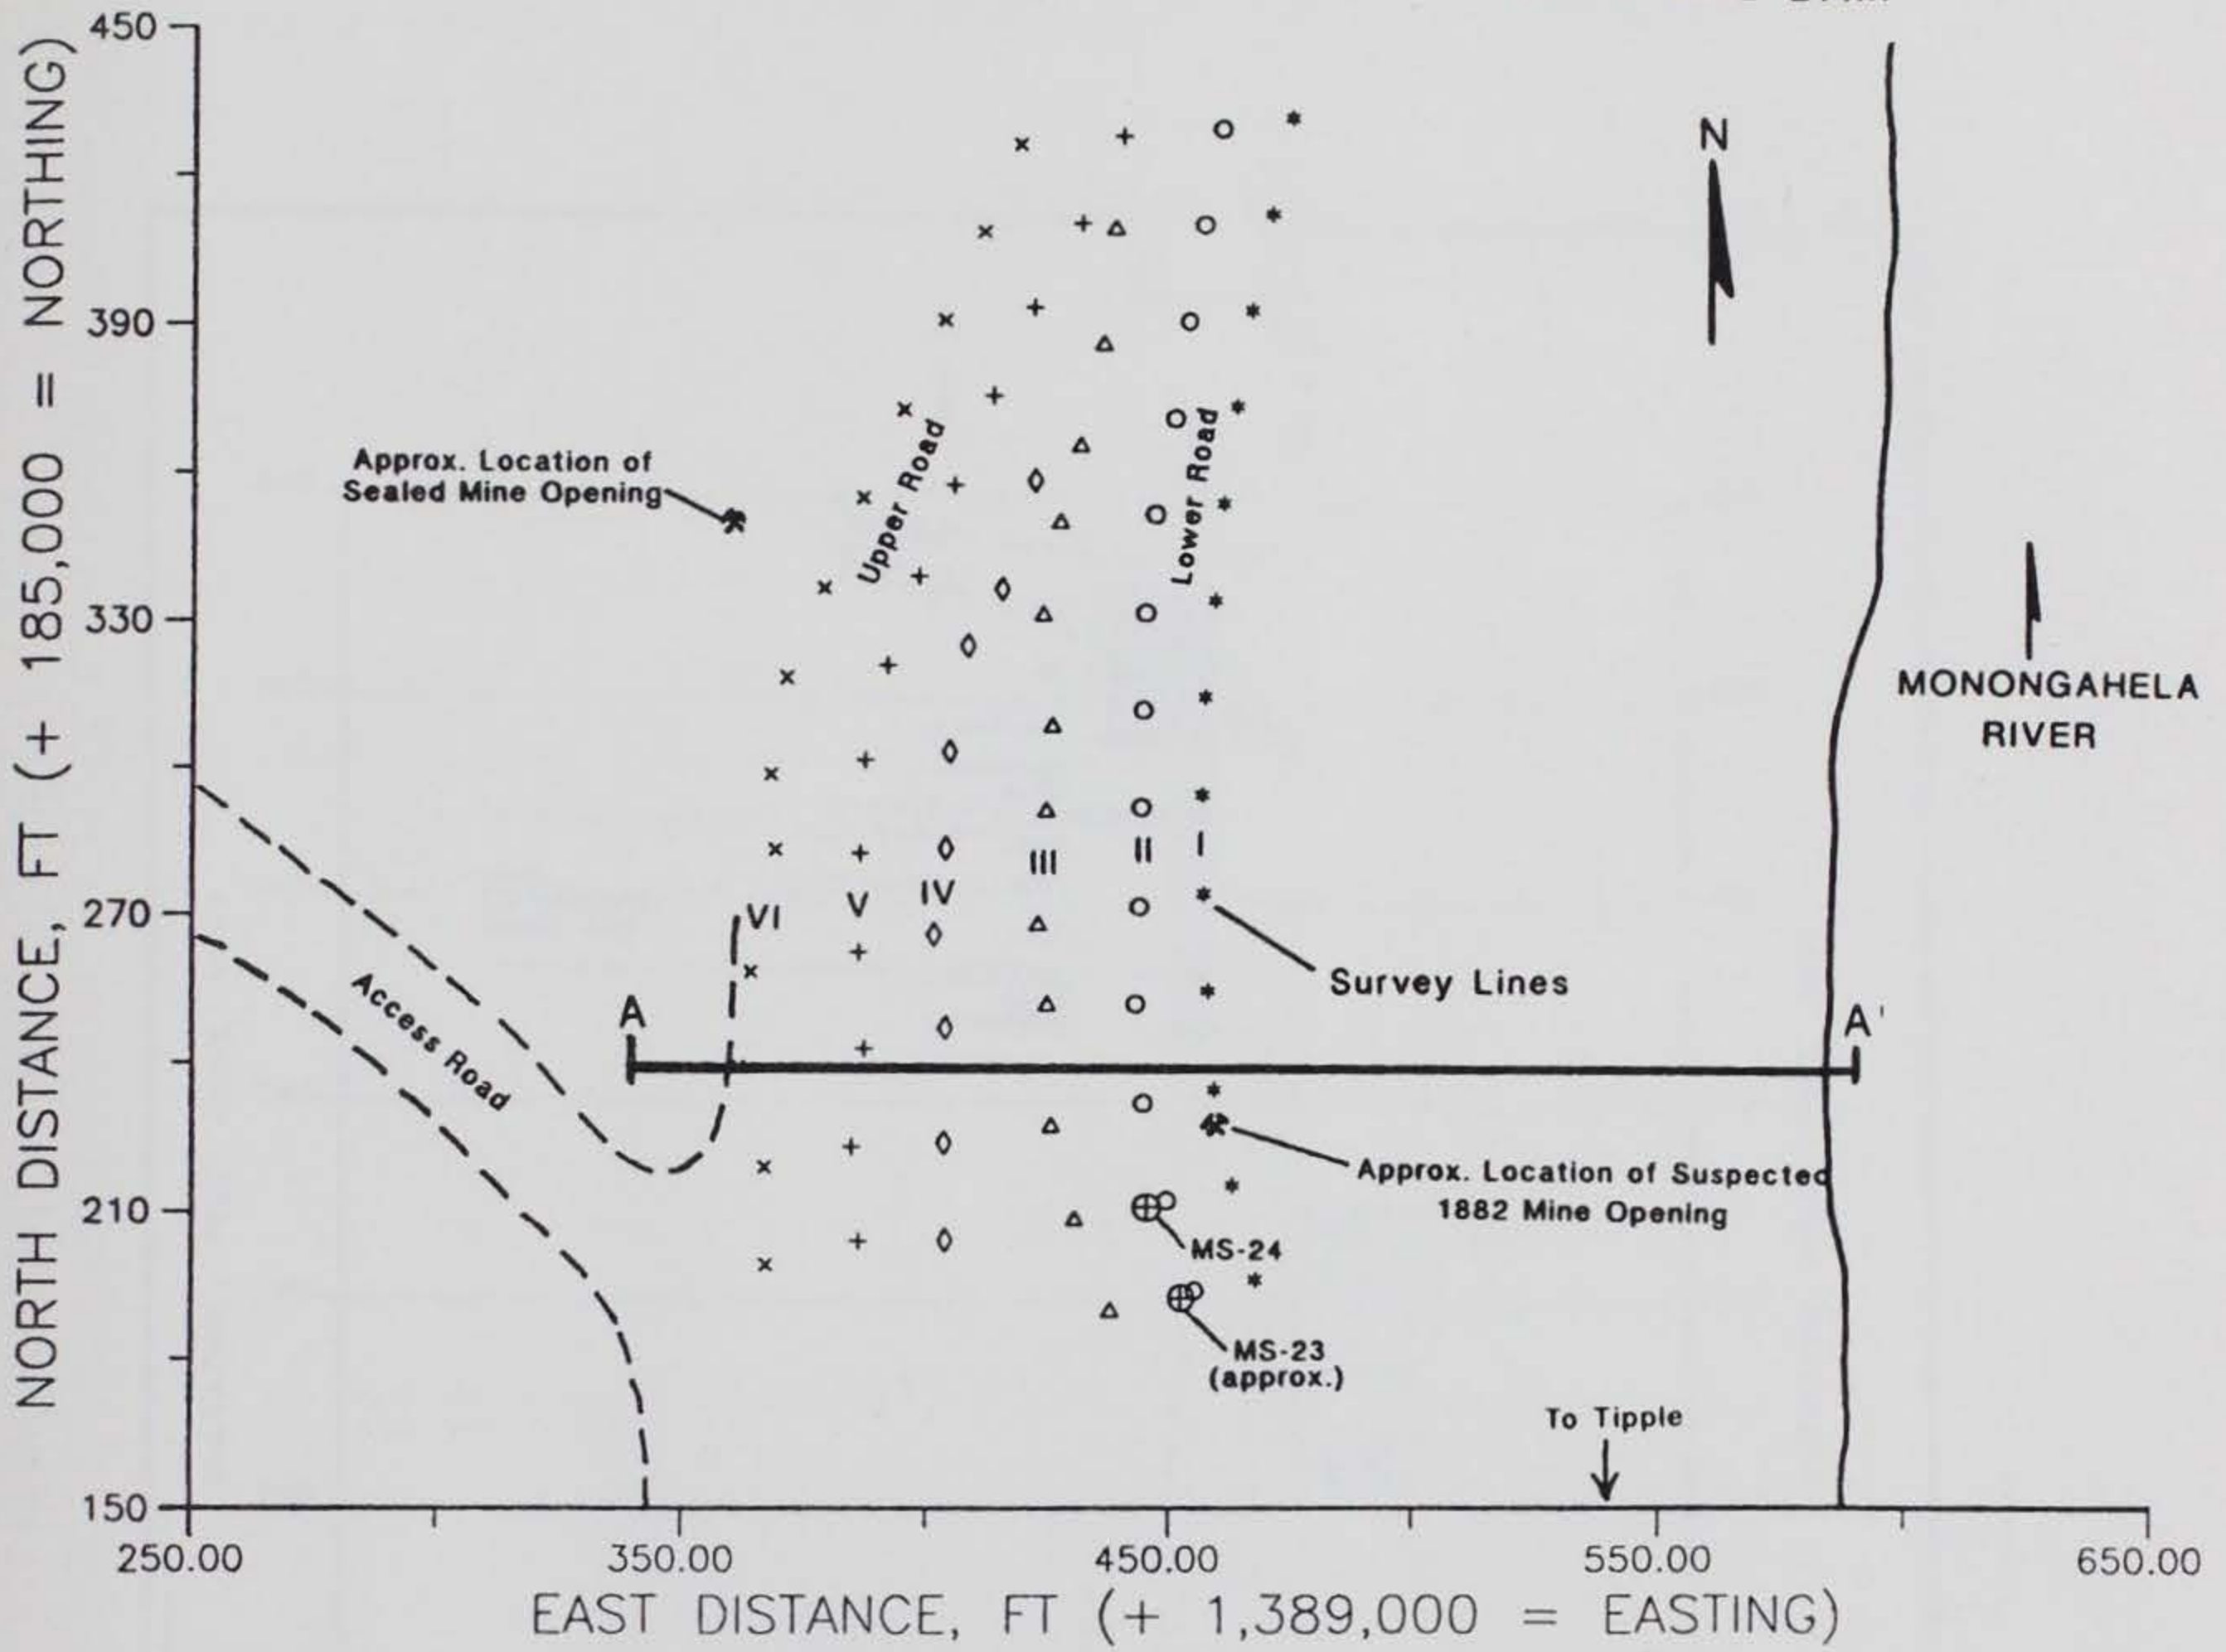 450
390
330
270
210
150
NORTH DISTANCE, FT (+ 185,000 = NORTHING)
N
Approx. Location of
Sealed Mine Opening
Upper Road
Lower Road
MONONGAHELA
RIVER
VI
V
IV
III
II
I
Access Road
Survey Lines
A
A'
Approx. Location of Suspected
1882 Mine Opening
MS-24
MS-23
(approx.)
To Tipple
250.00
350.00
450.00
550.00
650.00
EAST DISTANCE, FT (+ 1,389,000 = EASTING)